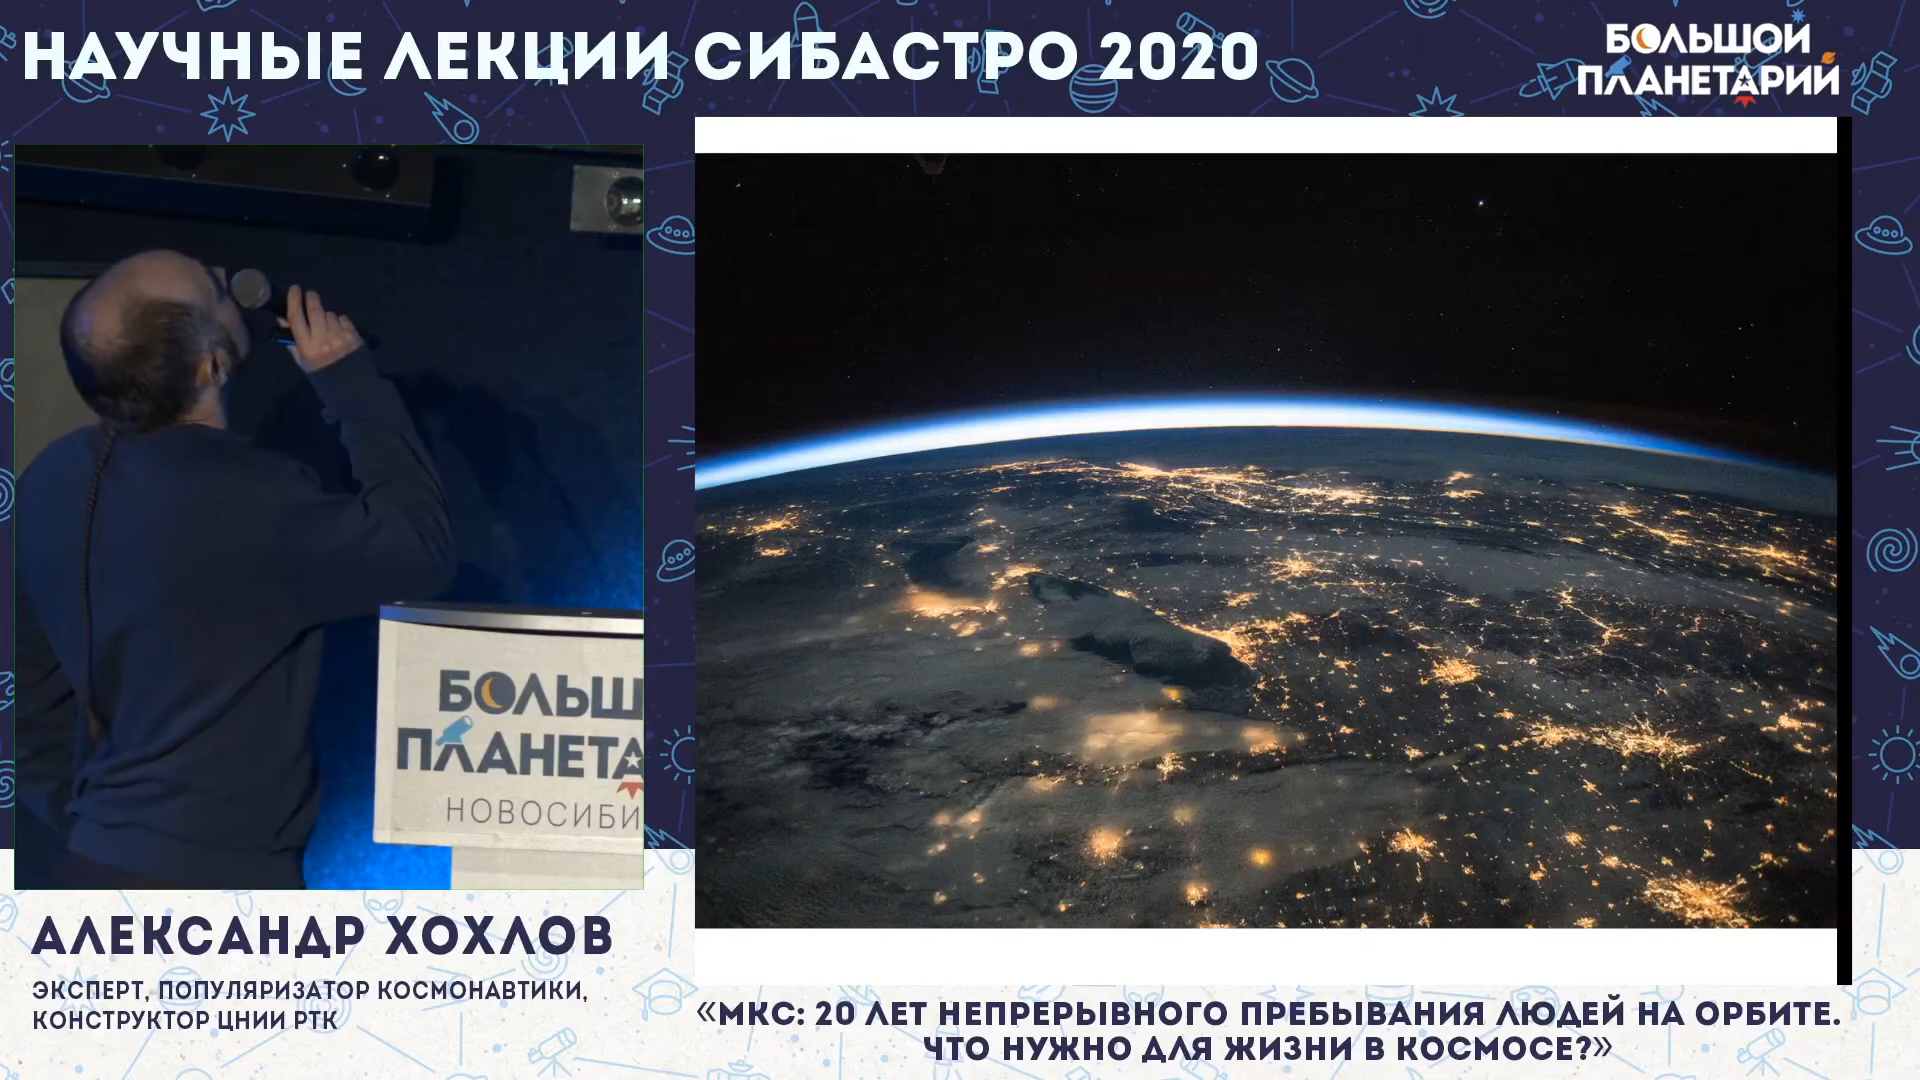 НАУЧНЫЕ ЛЕКЦИИ СИБАСТРО 2020
БОЛЬШОЙ
ПЛАНЕТАРИЙ
БОЛЬШ
ПЛАНЕТА
НОВОСИБИ
АЛЕКСАНДР ХОХЛОВ
ЭКСПЕРТ, ПОПУЛЯРИЗАТОР КОСМОНАВТИКИ,
КОНСТРУКТОР ЦНИИ РТК
«МКС: 20 ЛЕТ НЕПРЕРЫВНОГО ПРЕБЫВАНИЯ ЛЮДЕЙ НА ОРБИТЕ.
ЧТО НУЖНО ДЛЯ ЖИЗНИ В КОСМОСЕ?»